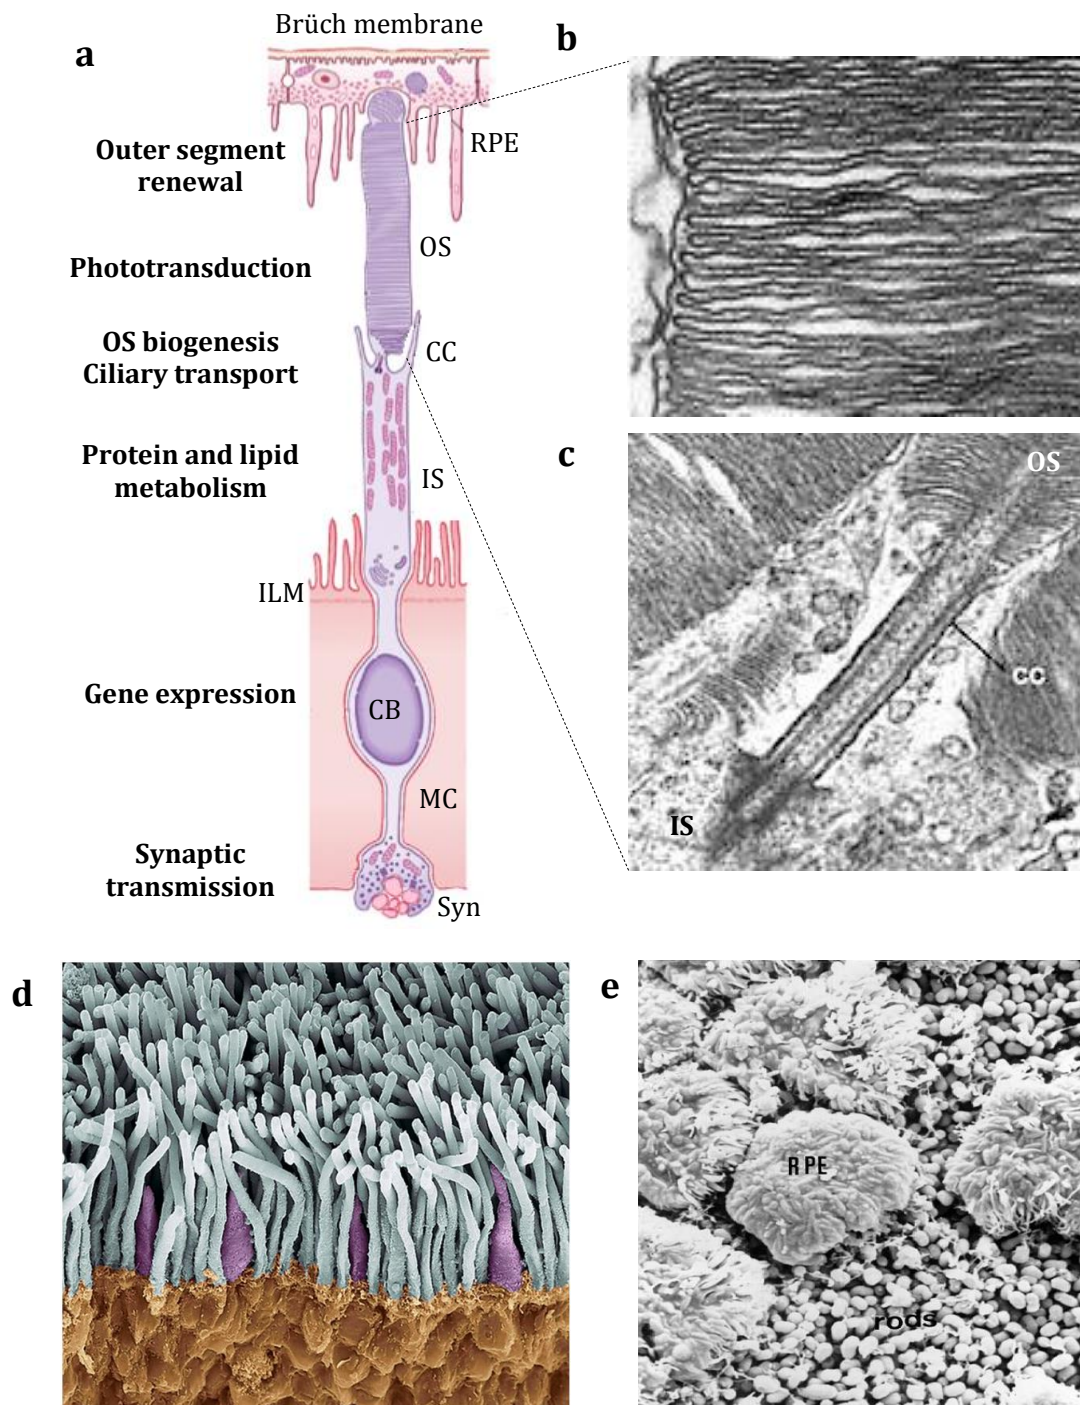 a
Brüch membrane
Outer segment
renewal
RPE
OS
Phototransduction
OS biogenesis
Ciliary transport
CC
Protein and lipid
metabolism
IS
ILM
Gene expression
CB
MC
Synaptic
transmission
Syn
b
c
OS
CC
IS
d
e
RPE
rods